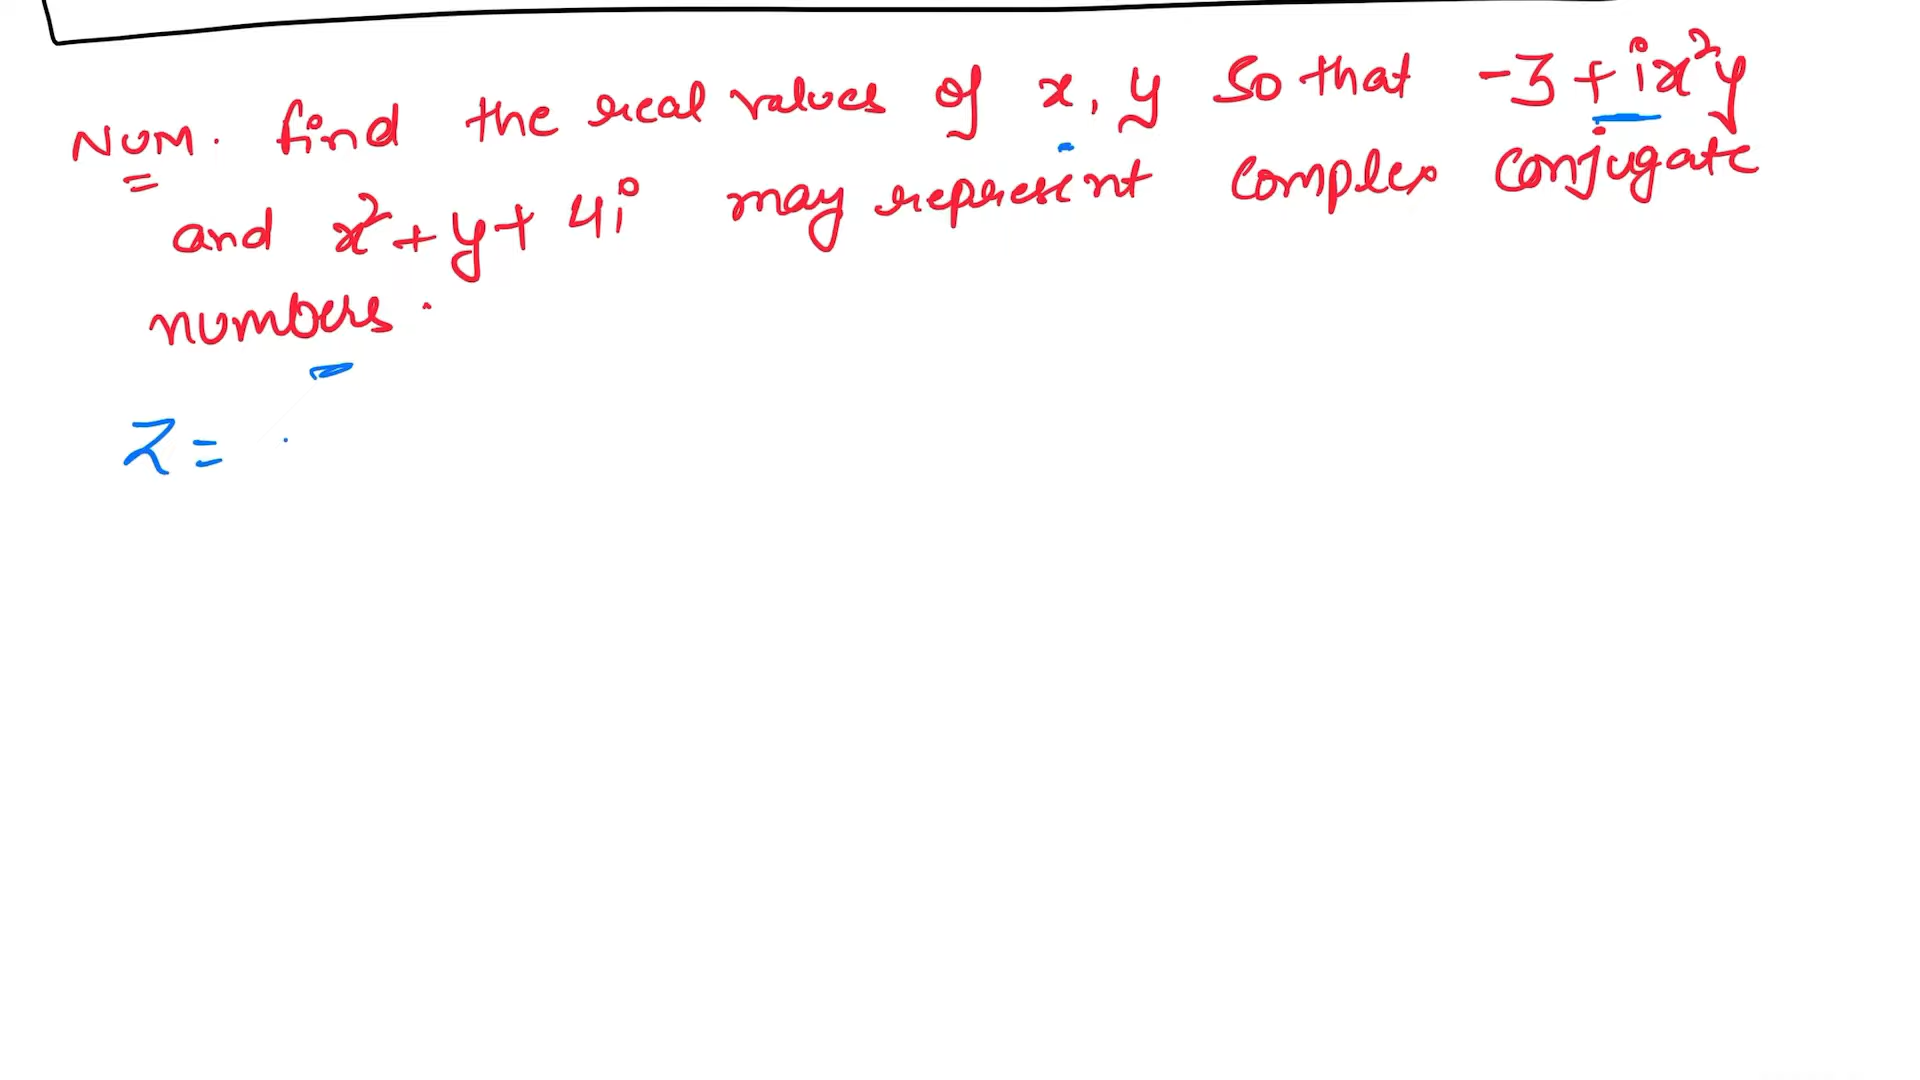 NUM. find the real values of x, y so that -3 + ix²y
and x² + y + 4i may represent complex conjugate
numbers.
Z =